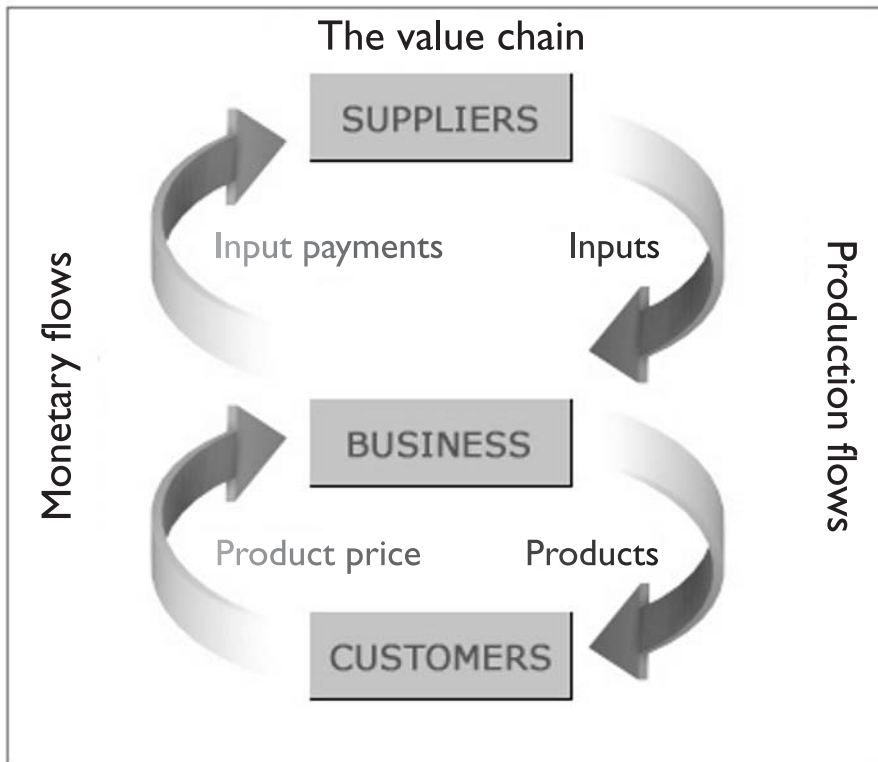 The value chain
SUPPLIERS
Input payments
Inputs
Monetary flows
Production flows
BUSINESS
Product price
Products
CUSTOMERS